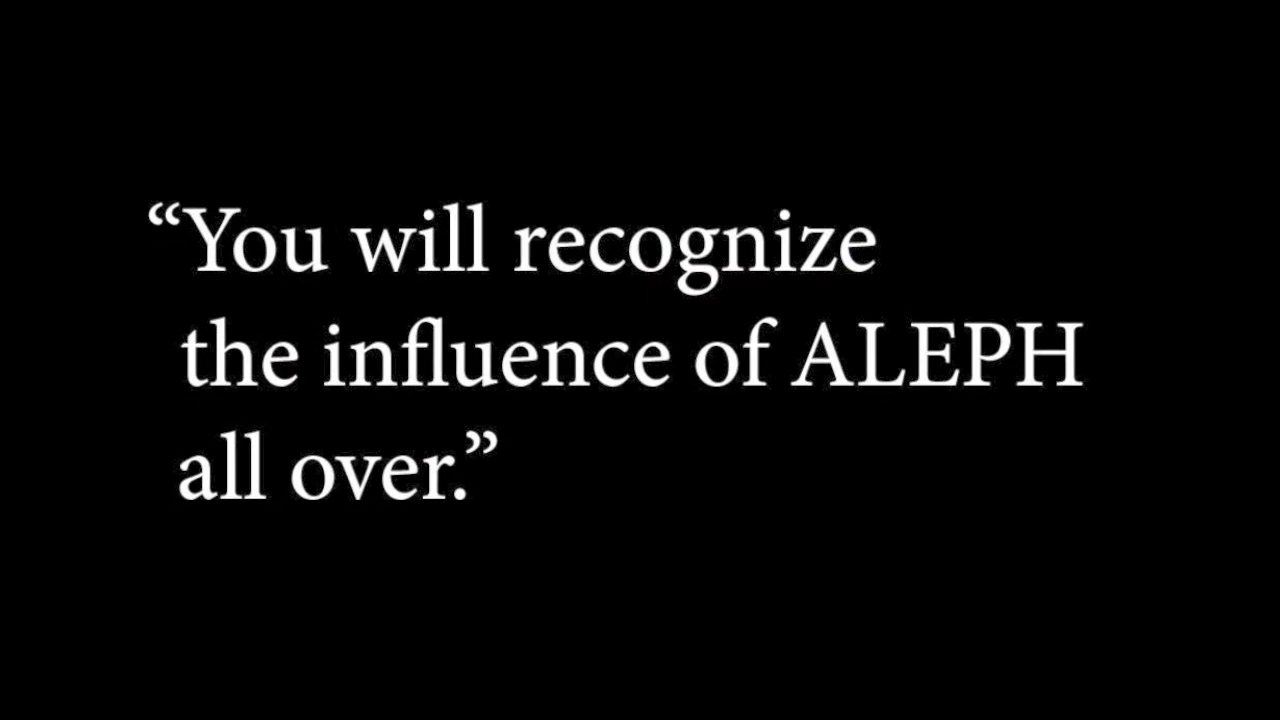 “You will recognize
the influence of ALEPH
all over.”